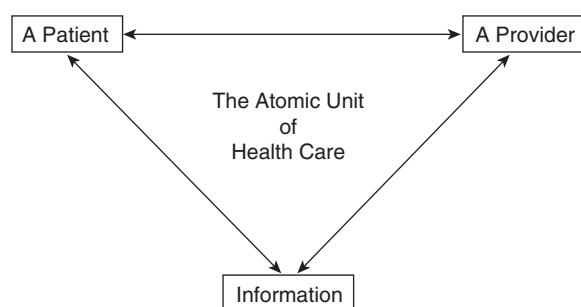 A Patient
A Provider
The Atomic Unit
of
Health Care
Information